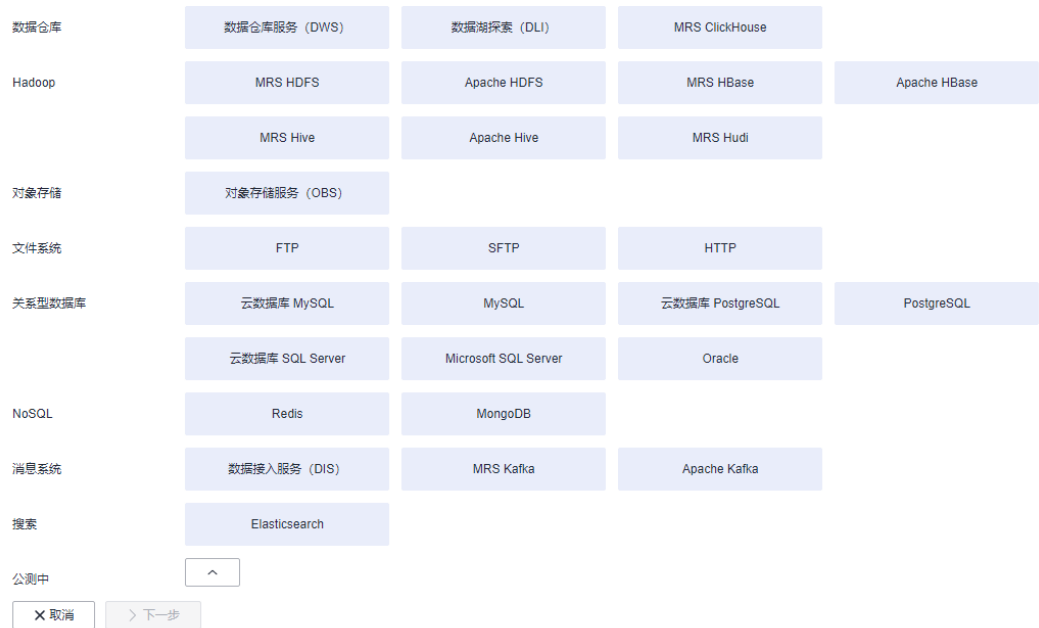 数据仓库 数据仓库服务（DWS） 数据湖探索（DLI） MRS ClickHouse
Hadoop MRS HDFS Apache HDFS MRS HBase Apache HBase
MRS Hive Apache Hive MRS Hudi
对象存储 对象存储服务（OBS）
文件系统 FTP SFTP HTTP
关系型数据库 云数据库 MySQL MySQL 云数据库 PostgreSQL PostgreSQL
云数据库 SQL Server Microsoft SQL Server Oracle
NoSQL Redis MongoDB
消息系统 数据接入服务（DIS） MRS Kafka Apache Kafka
搜索 Elasticsearch
公测中
取消 下一步